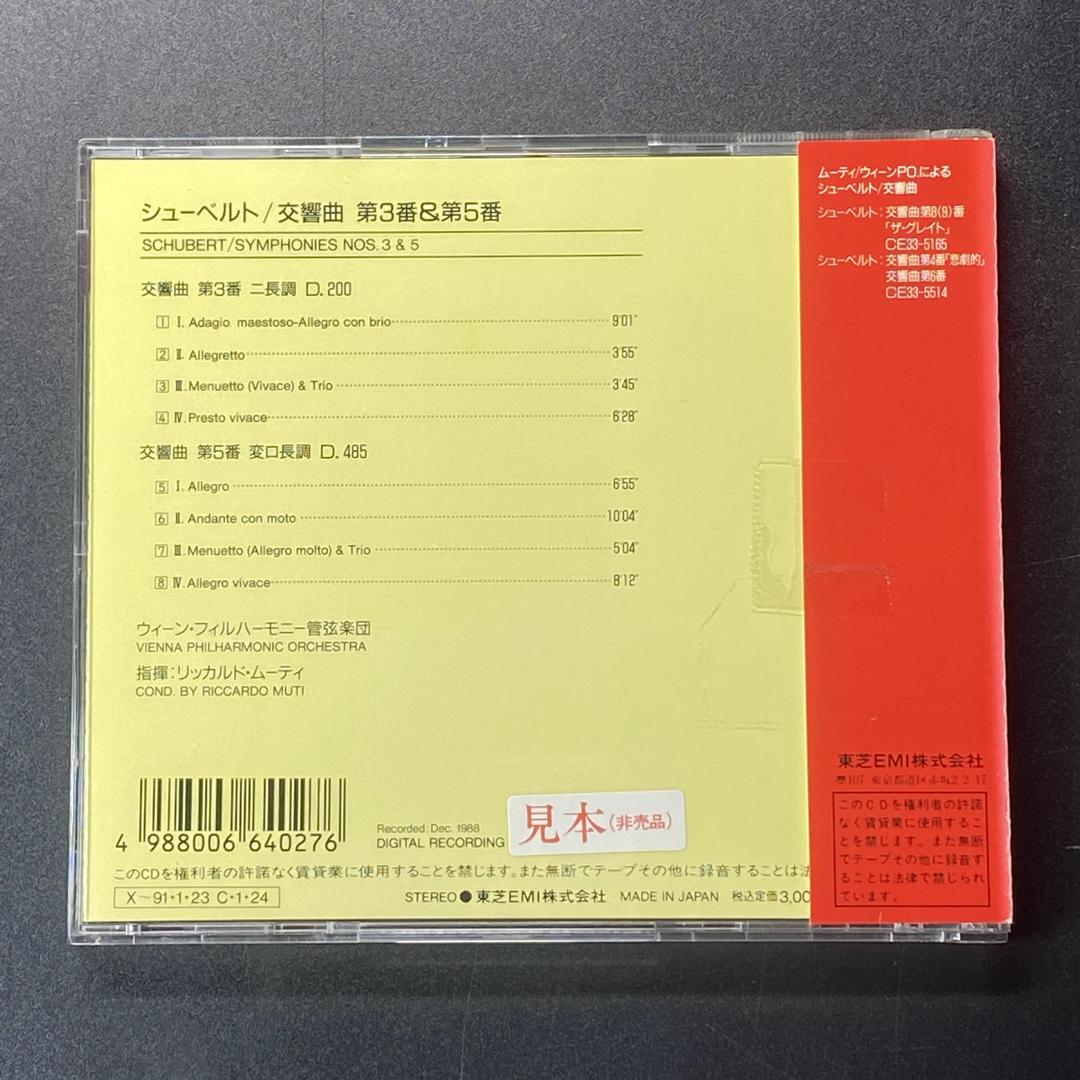 シューベルト/交響曲 第3番&第5番
SCHUBERT/SYMPHONIES NOS. 3 & 5
交響曲 第3番 ニ長調 D. 200
1 I. Adagio maestoso-Allegro con brio 9'01"
2 II. Allegretto 3'55"
3 III. Menuetto (Vivace) & Trio 3'45"
4 IV. Presto vivace 6'28"
交響曲 第5番 変ロ長調 D. 485
5 I. Allegro 6'55"
6 II. Andante con moto 10'04"
7 III. Menuetto (Allegro molto) & Trio 5'04"
8 IV. Allegro vivace 8'12"
ウィーン・フィルハーモニー管弦楽団
VIENNA PHILHARMONIC ORCHESTRA
指揮:リッカルド・ムーティ
COND. BY RICCARDO MUTI
4 988006 640276
Recorded: Dec. 1988
DIGITAL RECORDING
見本(非売品)
このCDを権利者の許諾なく賃貸業に使用することを禁じます。また無断でテープその他に録音することは法
X〜91・1・23 C・1・24
STEREO ● 東芝EMI株式会社 MADE IN JAPAN 税込定価3,00
ムーティ/ウィーンPO.による
シューベルト/交響曲
シューベルト:交響曲第8(9)番
「ザ・グレイト」
CE33-5165
シューベルト:交響曲第4番「悲劇的」
交響曲第6番
CE33-5514
東芝EMI株式会社
〒107 東京都港区赤坂2-2-17
このCDを権利者の許諾
なく賃貸業に使用するこ
とを禁じます。また無断
でテープその他に録音す
ることは法律で禁じられ
ています。